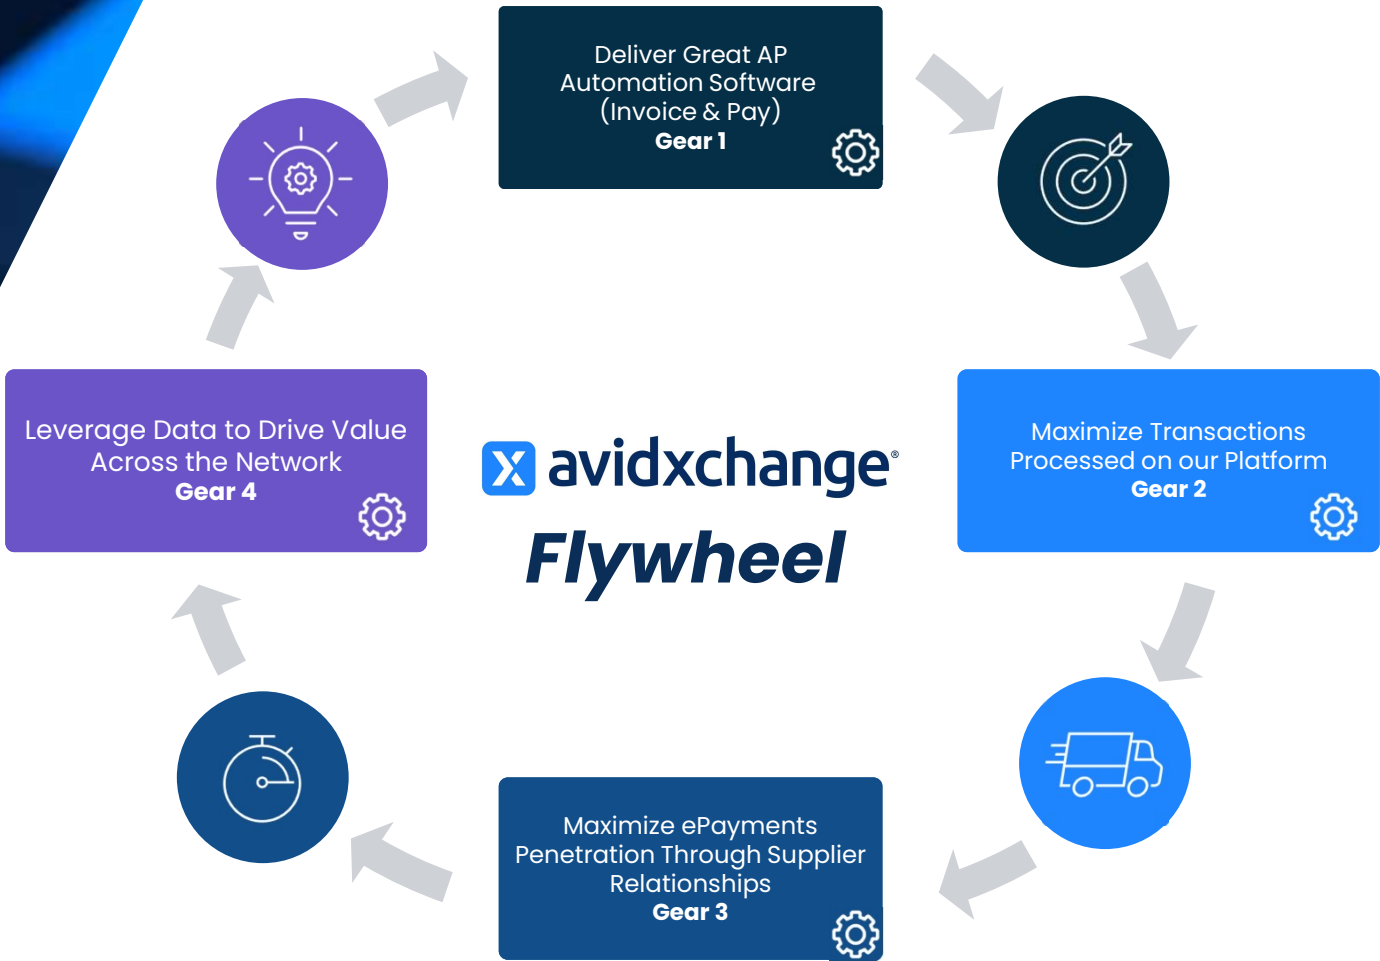 Deliver Great AP
Automation Software
(Invoice & Pay)
Gear 1
Leverage Data to Drive Value
Across the Network
Gear 4
avidxchange®
Flywheel
Maximize Transactions
Processed on our Platform
Gear 2
Maximize ePayments
Penetration Through Supplier
Relationships
Gear 3